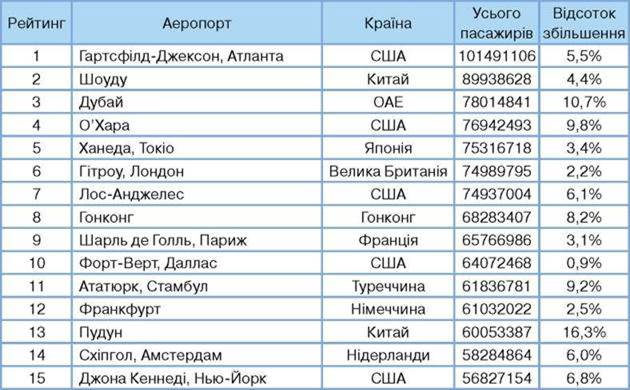 Рейтинг Аеропорт Країна Усього пасажирів Відсоток збільшення
1 Гартсфілд-Джексон, Атланта США 101491106 5,5%
2 Шоуду Китай 89938628 4,4%
3 Дубай ОАЕ 78014841 10,7%
4 О'Хара США 76942493 9,8%
5 Ханеда, Токіо Японія 75316718 3,4%
6 Гітроу, Лондон Велика Британія 74989795 2,2%
7 Лос-Анджелес США 74937004 6,1%
8 Гонконг Гонконг 68283407 8,2%
9 Шарль де Голль, Париж Франція 65766986 3,1%
10 Форт-Верт, Даллас США 64072468 0,9%
11 Ататюрк, Стамбул Туреччина 61836781 9,2%
12 Франкфурт Німеччина 61032022 2,5%
13 Пудун Китай 60053387 16,3%
14 Схіпгол, Амстердам Нідерланди 58284864 6,0%
15 Джона Кеннеді, Нью-Йорк США 56827154 6,8%